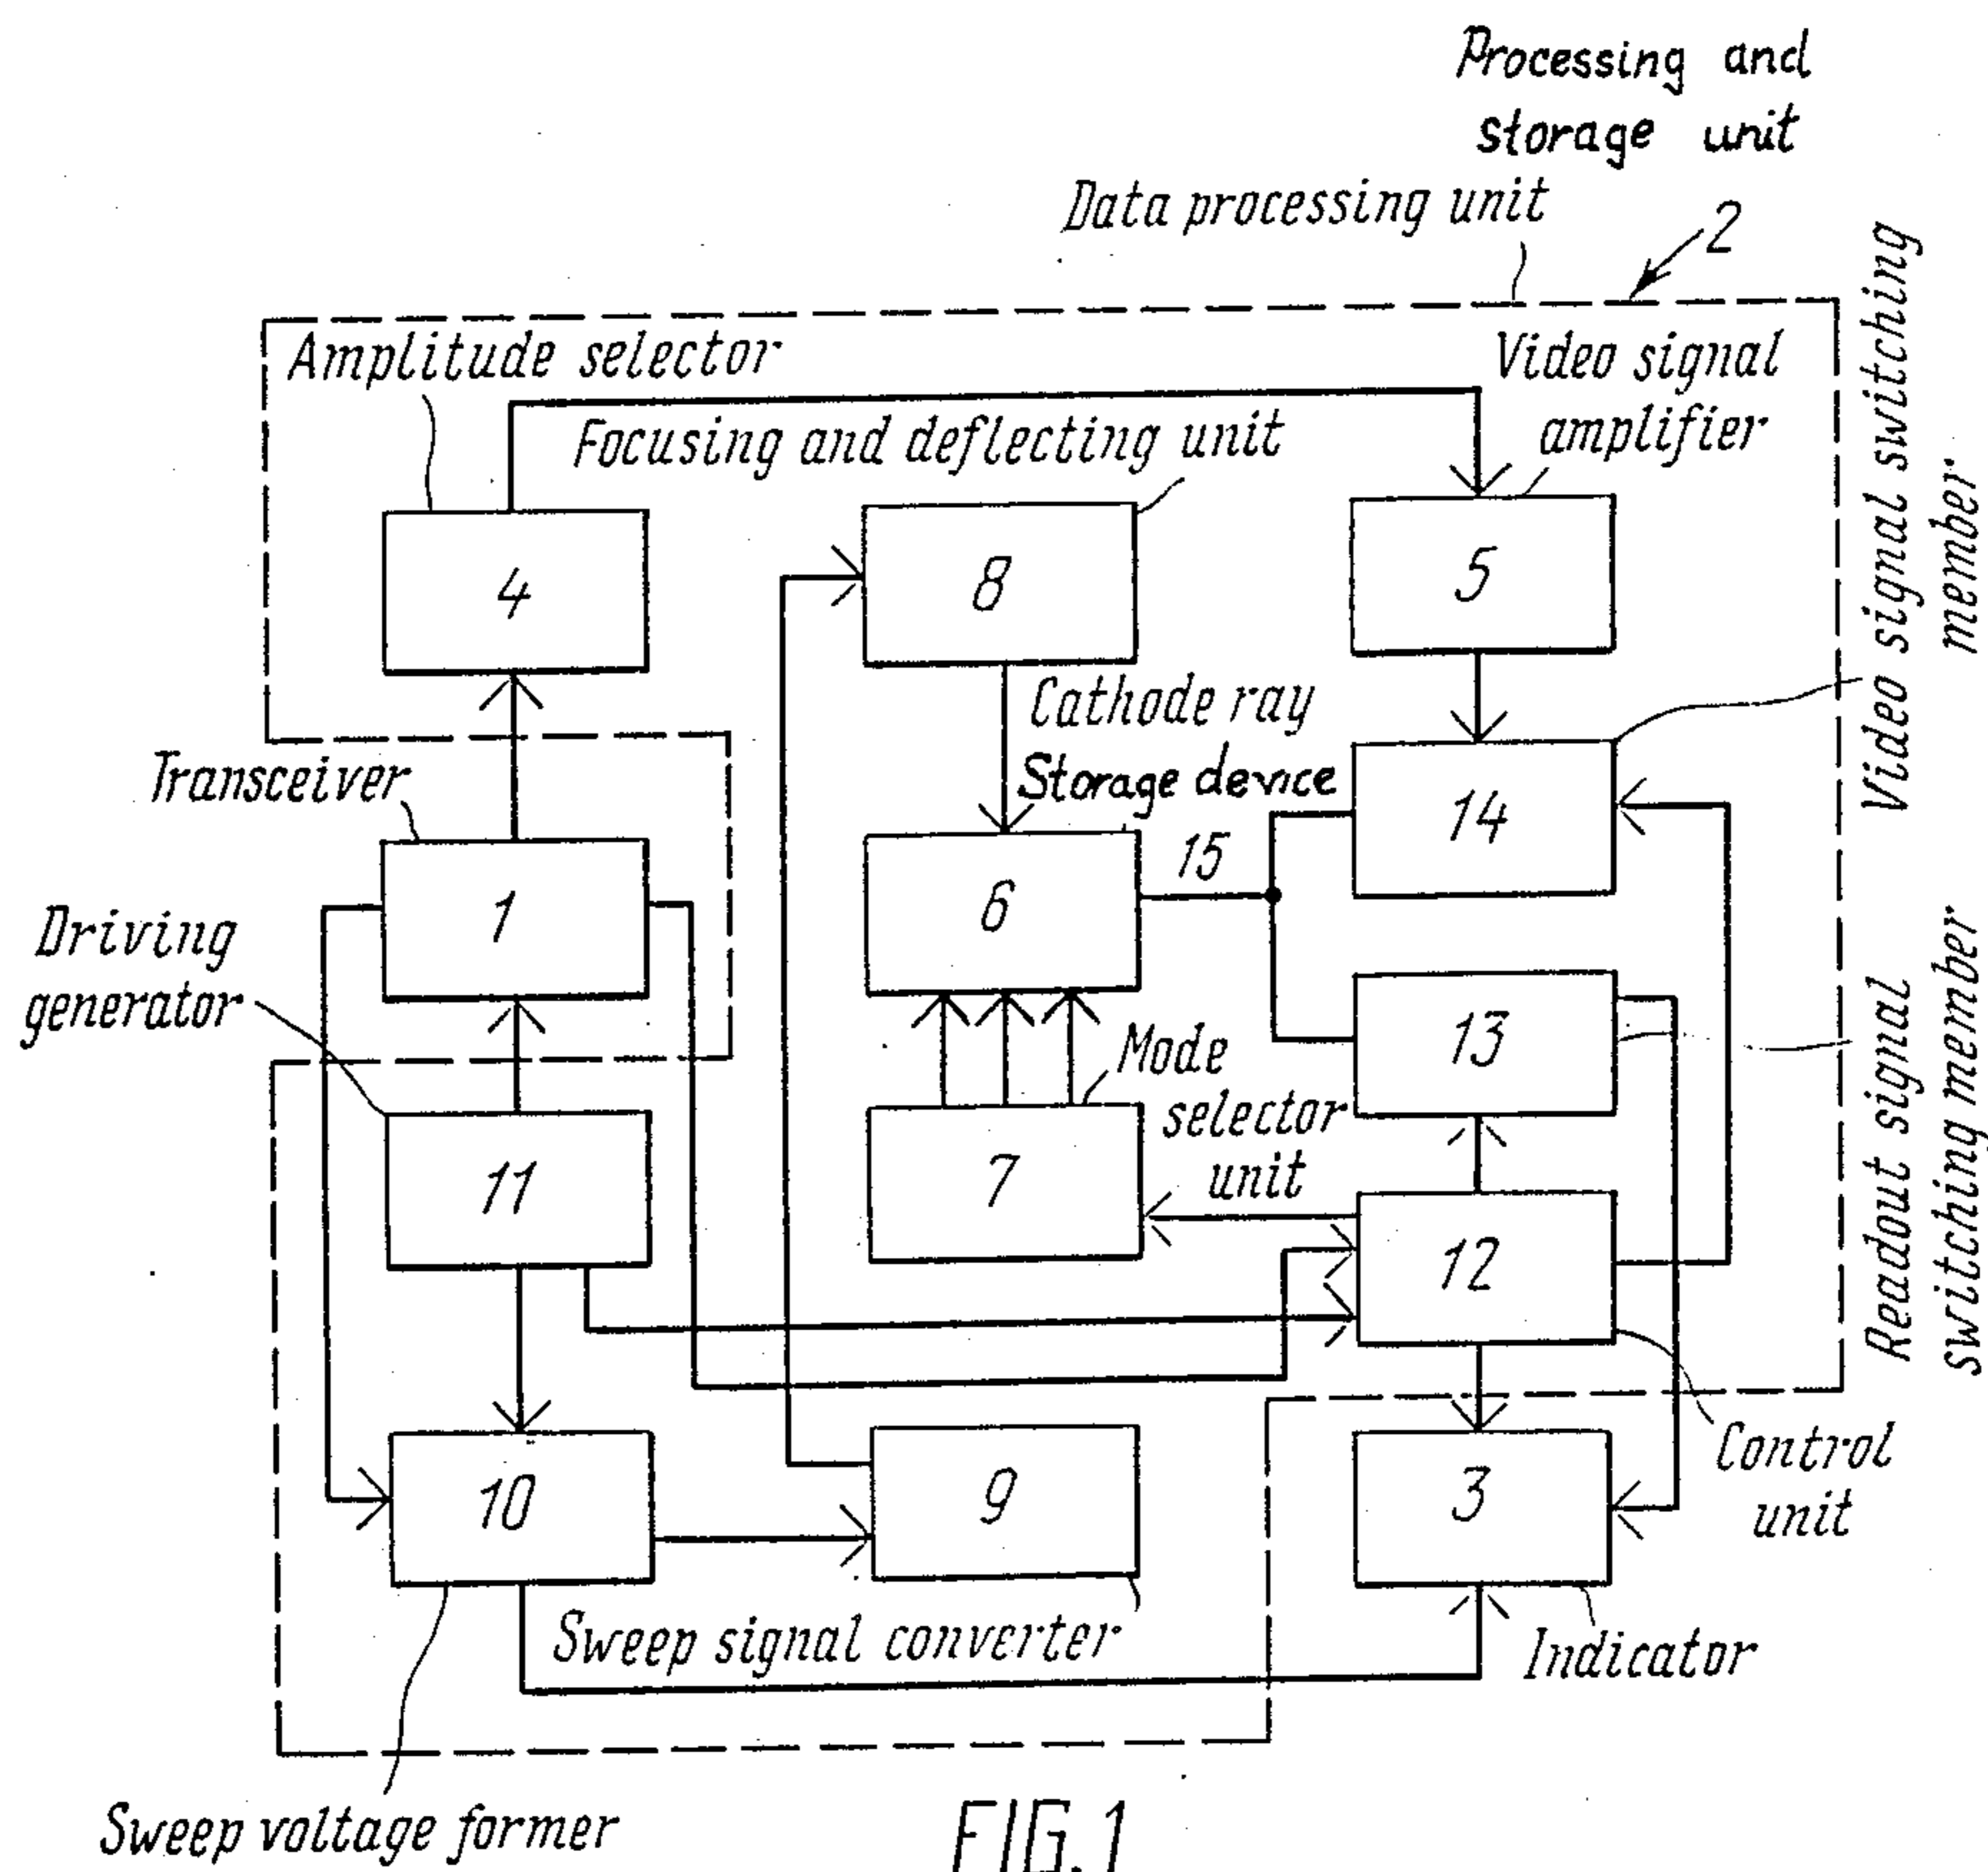 Processing and
storage unit
Data processing unit
2
Amplitude selector
Video signal
amplifier
Focusing and deflecting unit
Video signal switching
member
4
8
5
Cathode ray
Storage device
Transceiver
14
15
1
6
Driving
generator
13
Readout signal
switching member
Mode
selector
unit
11
7
12
Control
unit
10
9
3
Sweep signal converter
Indicator
Sweep voltage former
FIG. 1